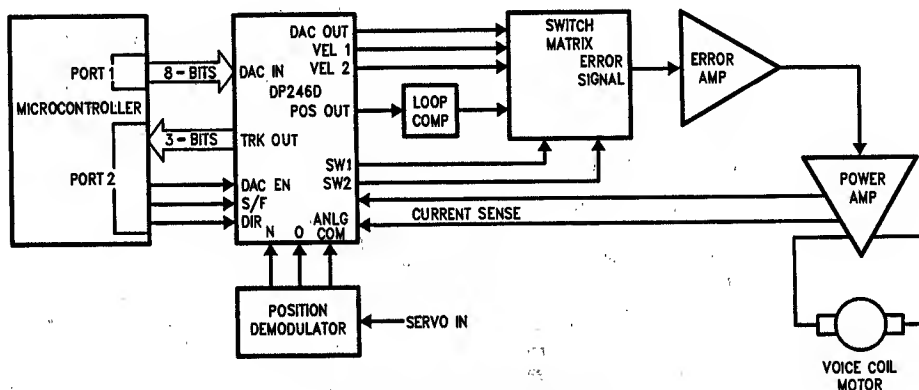 MICROCONTROLLER
PORT 1
PORT 2
8-BITS
3-BITS
DAC IN
DP246D
TRK OUT
DAC EN
S/F
DIR
N
O
ANLG
COM
DAC OUT
VEL 1
VEL 2
POS OUT
SW1
SW2
LOOP
COMP
SWITCH
MATRIX
ERROR
SIGNAL
ERROR
AMP
POWER
AMP
CURRENT SENSE
POSITION
DEMODULATOR
SERVO IN
VOICE COIL
MOTOR